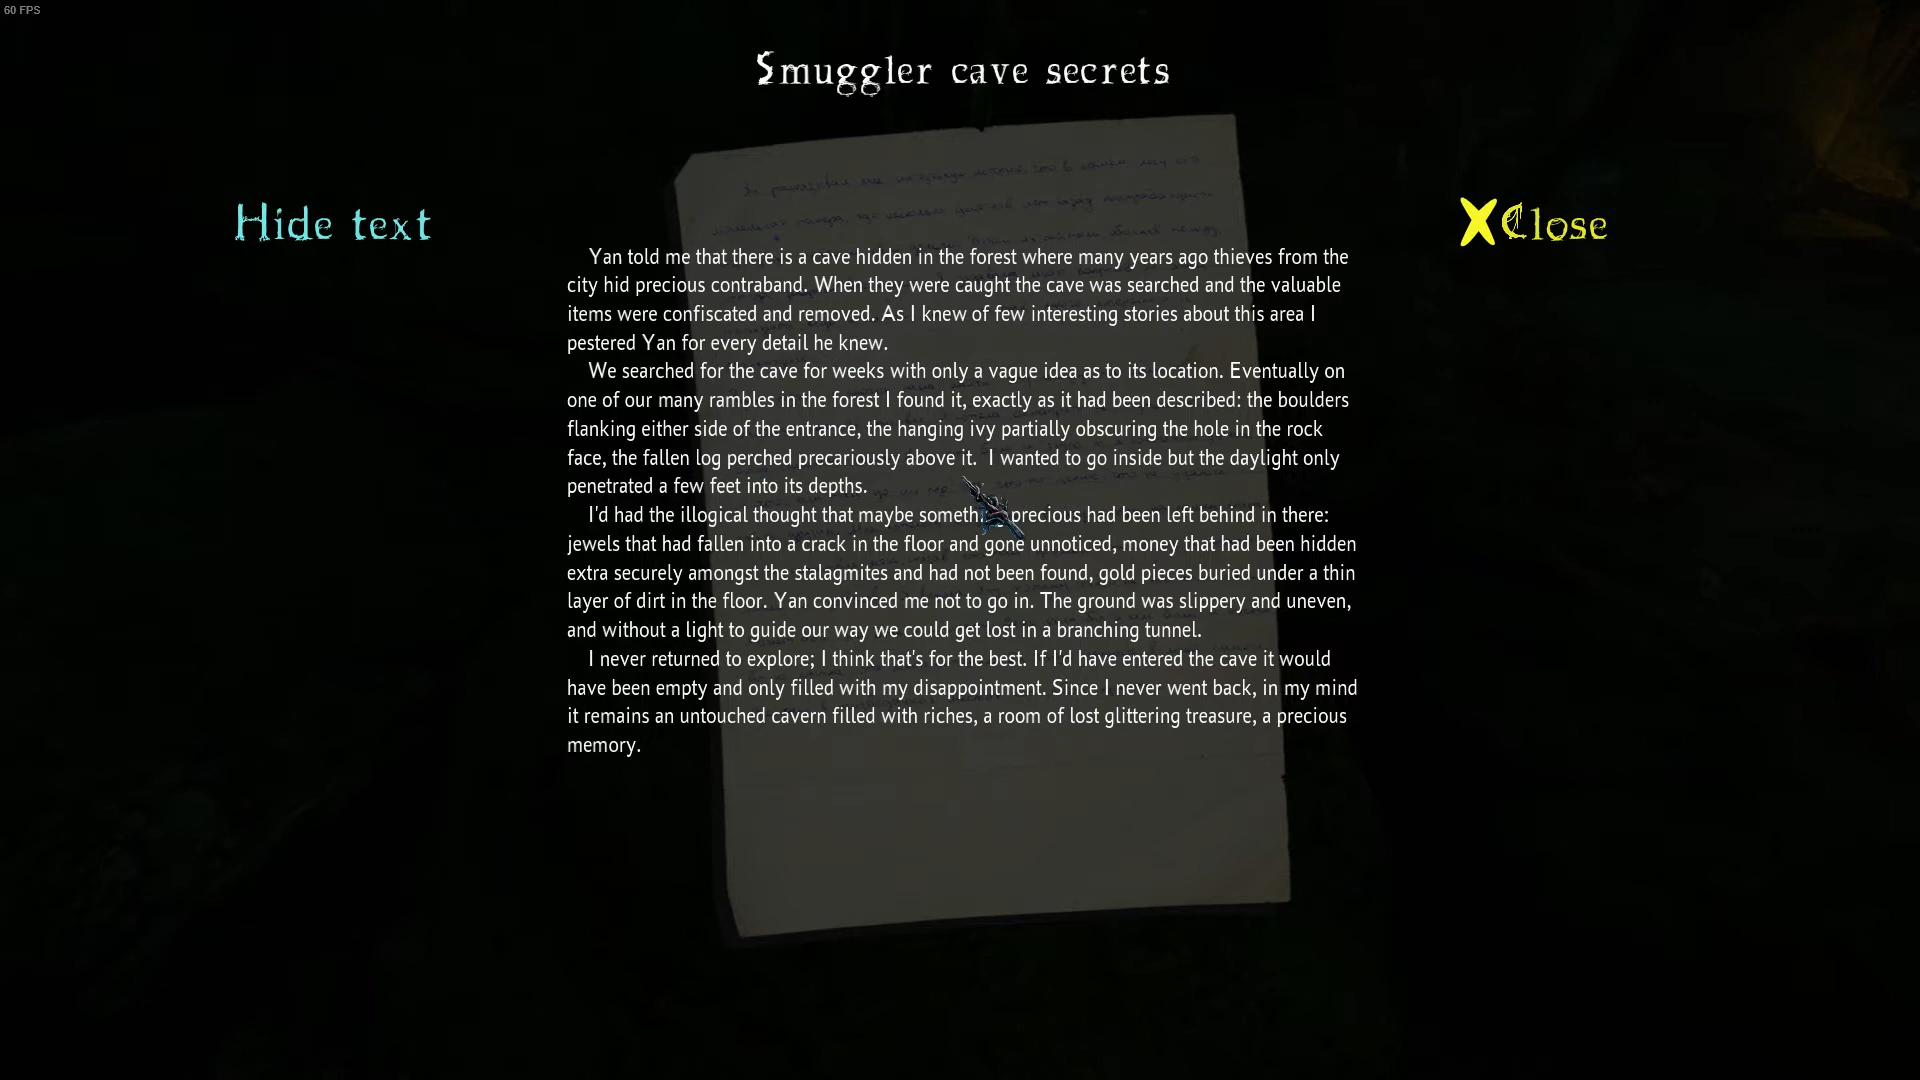 60 FPS
Smuggler cave secrets
Hide text
XClose
Yan told me that there is a cave hidden in the forest where many years ago thieves from the
city hid precious contraband. When they were caught the cave was searched and the valuable
items were confiscated and removed. As I knew of few interesting stories about this area I
pestered Yan for every detail he knew.
We searched for the cave for weeks with only a vague idea as to its location. Eventually on
one of our many rambles in the forest I found it, exactly as it had been described: the boulders
flanking either side of the entrance, the hanging ivy partially obscuring the hole in the rock
face, the fallen log perched precariously above it.  I wanted to go inside but the daylight only
penetrated a few feet into its depths.
I'd had the illogical thought that maybe precious had been left behind in there:
jewels that had fallen into a crack in the floor and gone unnoticed, money that had been hidden
extra securely amongst the stalagmites and had not been found, gold pieces buried under a thin
layer of dirt in the floor. Yan convinced me not to go in. The ground was slippery and uneven,
and without a light to guide our way we could get lost in a branching tunnel.
I never returned to explore; I think that's for the best. If I'd have entered the cave it would
have been empty and only filled with my disappointment. Since I never went back, in my mind
it remains an untouched cavern filled with riches, a room of lost glittering treasure, a precious
memory.